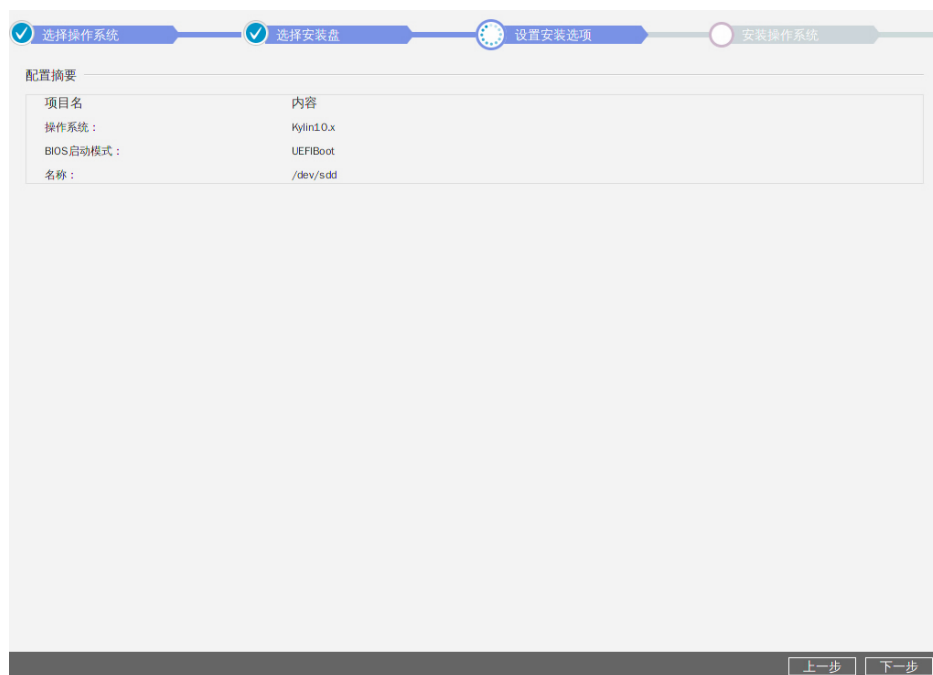 选择操作系统 选择安装盘 设置安装选项 安装操作系统
配置摘要
项目名 内容
操作系统： Kylin10.x
BIOS启动模式： UEFIBoot
名称： /dev/sdd
上一步 下一步